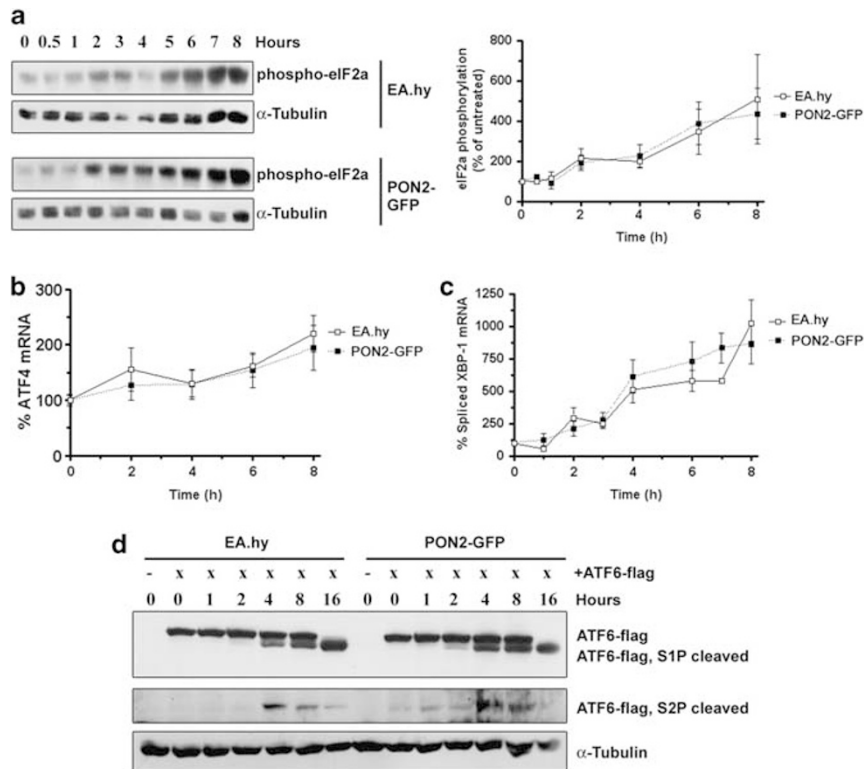 a
0 0.5 1 2 3 4 5 6 7 8 Hours
phospho-eIF2a
α-Tubulin
EA.hy
phospho-eIF2a
α-Tubulin
PON2-
GFP
eIF2a phosphorylation
(% of untreated)
800
600
400
200
0
0 2 4 6 8
Time (h)
EA.hy
PON2-GFP
b
% ATF4 mRNA
300
200
100
0
0 2 4 6 8
Time (h)
EA.hy
PON2-GFP
c
% Spliced XBP-1 mRNA
1250
1000
750
500
250
0
0 2 4 6 8
Time (h)
EA.hy
PON2-GFP
d
EA.hy PON2-GFP
- x x x x x x - x x x x x x +ATF6-flag
0 0 1 2 4 8 16 0 0 1 2 4 8 16 Hours
ATF6-flag
ATF6-flag, S1P cleaved
ATF6-flag, S2P cleaved
α-Tubulin